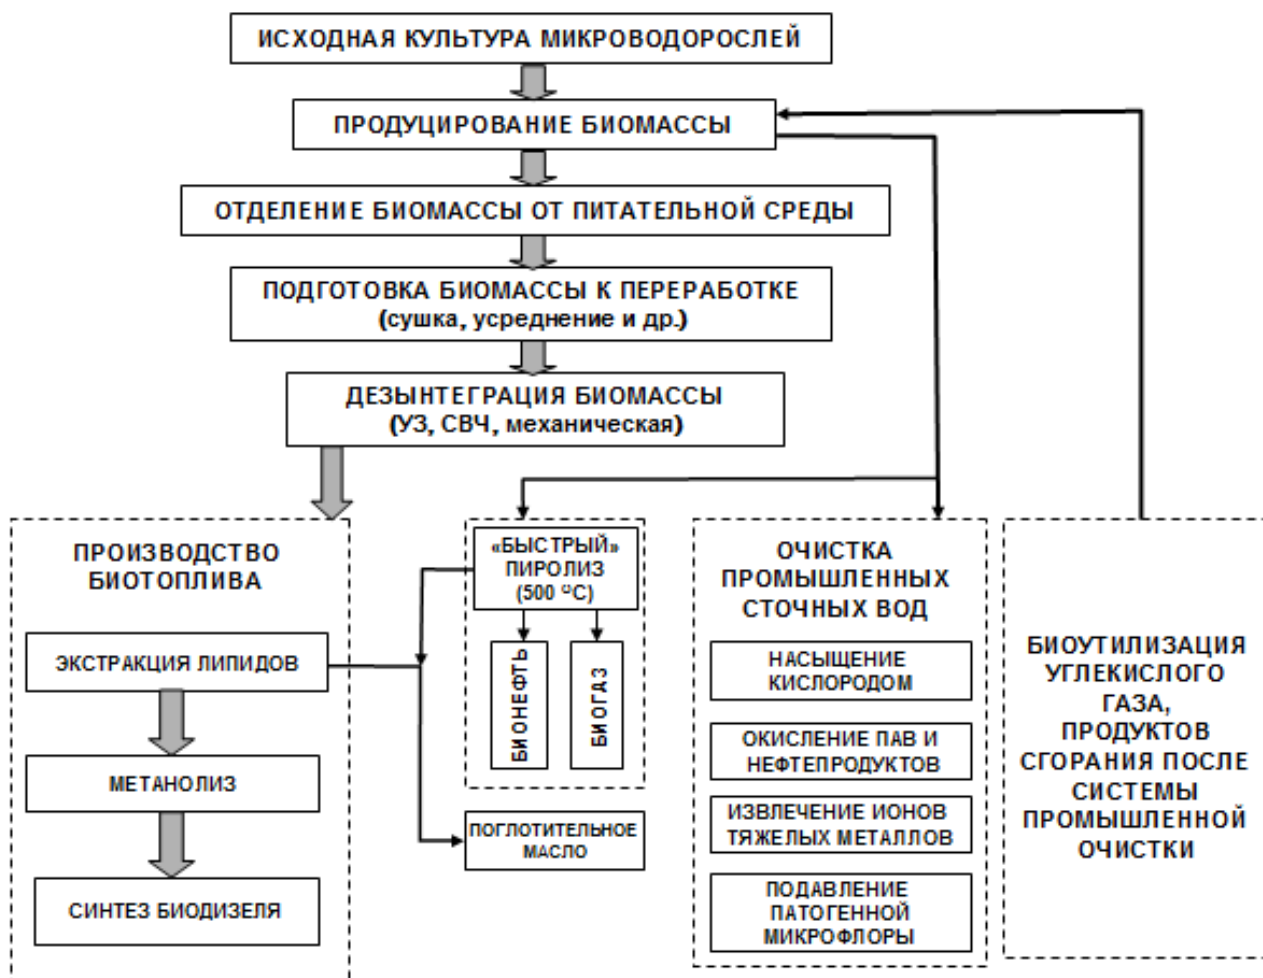 ИСХОДНАЯ КУЛЬТУРА МИКРОВОДОРОСЛЕЙ
ПРОДУЦИРОВАНИЕ БИОМАССЫ
ОТДЕЛЕНИЕ БИОМАССЫ ОТ ПИТАТЕЛЬНОЙ СРЕДЫ
ПОДГОТОВКА БИОМАССЫ К ПЕРЕРАБОТКЕ
(сушка, усреднение и др.)
ДЕЗЫНТЕГРАЦИЯ БИОМАССЫ
(УЗ, СВЧ, механическая)
ПРОИЗВОДСТВО
БИОТОПЛИВА
ЭКСТРАКЦИЯ ЛИПИДОВ
МЕТАНОЛИЗ
СИНТЕЗ БИОДИЗЕЛЯ
«БЫСТРЫЙ»
ПИРОЛИЗ
(500 ºС)
БИОНЕФТЬ
БИОГАЗ
ПОГЛОТИТЕЛЬНОЕ
МАСЛО
ОЧИСТКА
ПРОМЫШЛЕННЫХ
СТОЧНЫХ ВОД
НАСЫЩЕНИЕ
КИСЛОРОДОМ
ОКИСЛЕНИЕ ПАВ И
НЕФТЕПРОДУКТОВ
ИЗВЛЕЧЕНИЕ ИОНОВ
ТЯЖЕЛЫХ МЕТАЛЛОВ
ПОДАВЛЕНИЕ
ПАТОГЕННОЙ
МИКРОФЛОРЫ
БИОУТИЛИЗАЦИЯ
УГЛЕКИСЛОГО
ГАЗА,
ПРОДУКТОВ
СГОРАНИЯ ПОСЛЕ
СИСТЕМЫ
ПРОМЫШЛЕННОЙ
ОЧИСТКИ